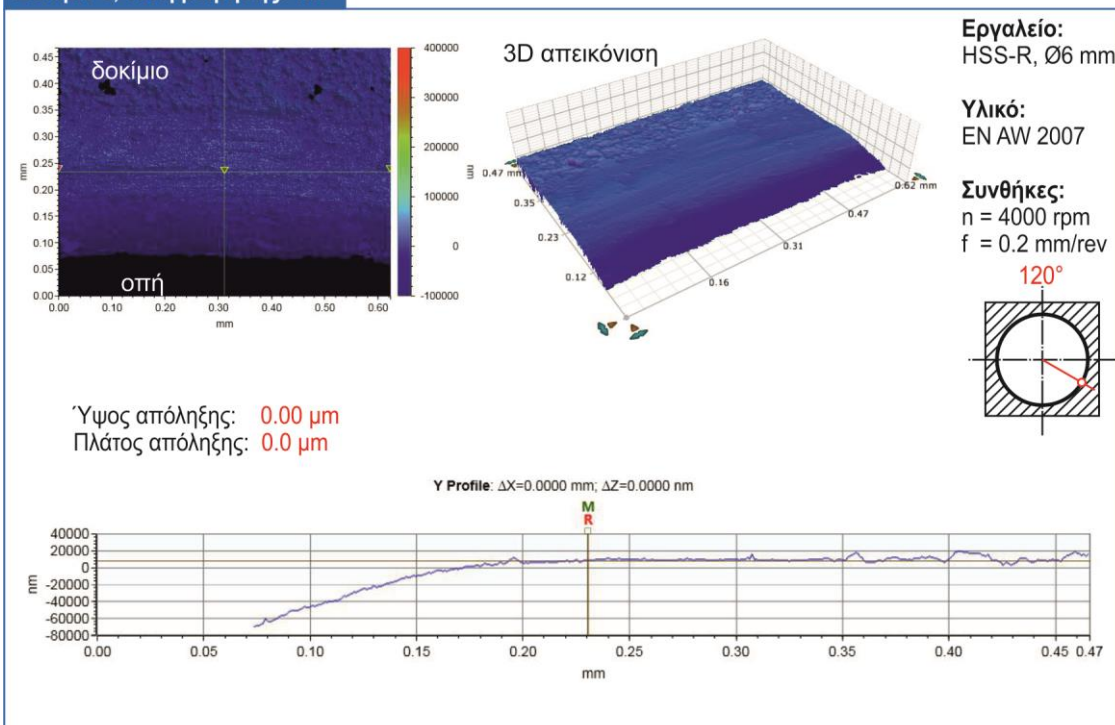 0.45
0.40
0.35
0.30
0.25
0.20
0.15
0.10
0.05
0.00
mm
δοκίμιο
οπή
0.00
0.10
0.20
0.30
0.40
0.50
mm
400000
300000
200000
100000
0
-100000
nm
3D απεικόνιση
0.47 mm
0.35
0.23
0.12
0.16
0.31
0.47
0.62 mm
Εργαλείο:
HSS-R, Ø6 mm
Υλικό:
EN AW 2007
Συνθήκες:
n = 4000 rpm
f = 0.2 mm/rev
120°
Ύψος απόληξης: 0.00 μm
Πλάτος απόληξης: 0.0 μm
Y Profile: ΔX=0.0000 mm; ΔZ=0.0000 nm
M
R
40000
20000
0
-20000
-40000
-60000
-80000
nm
0.00
0.05
0.10
0.15
0.20
0.25
0.30
0.35
0.40
0.45
0.47
mm